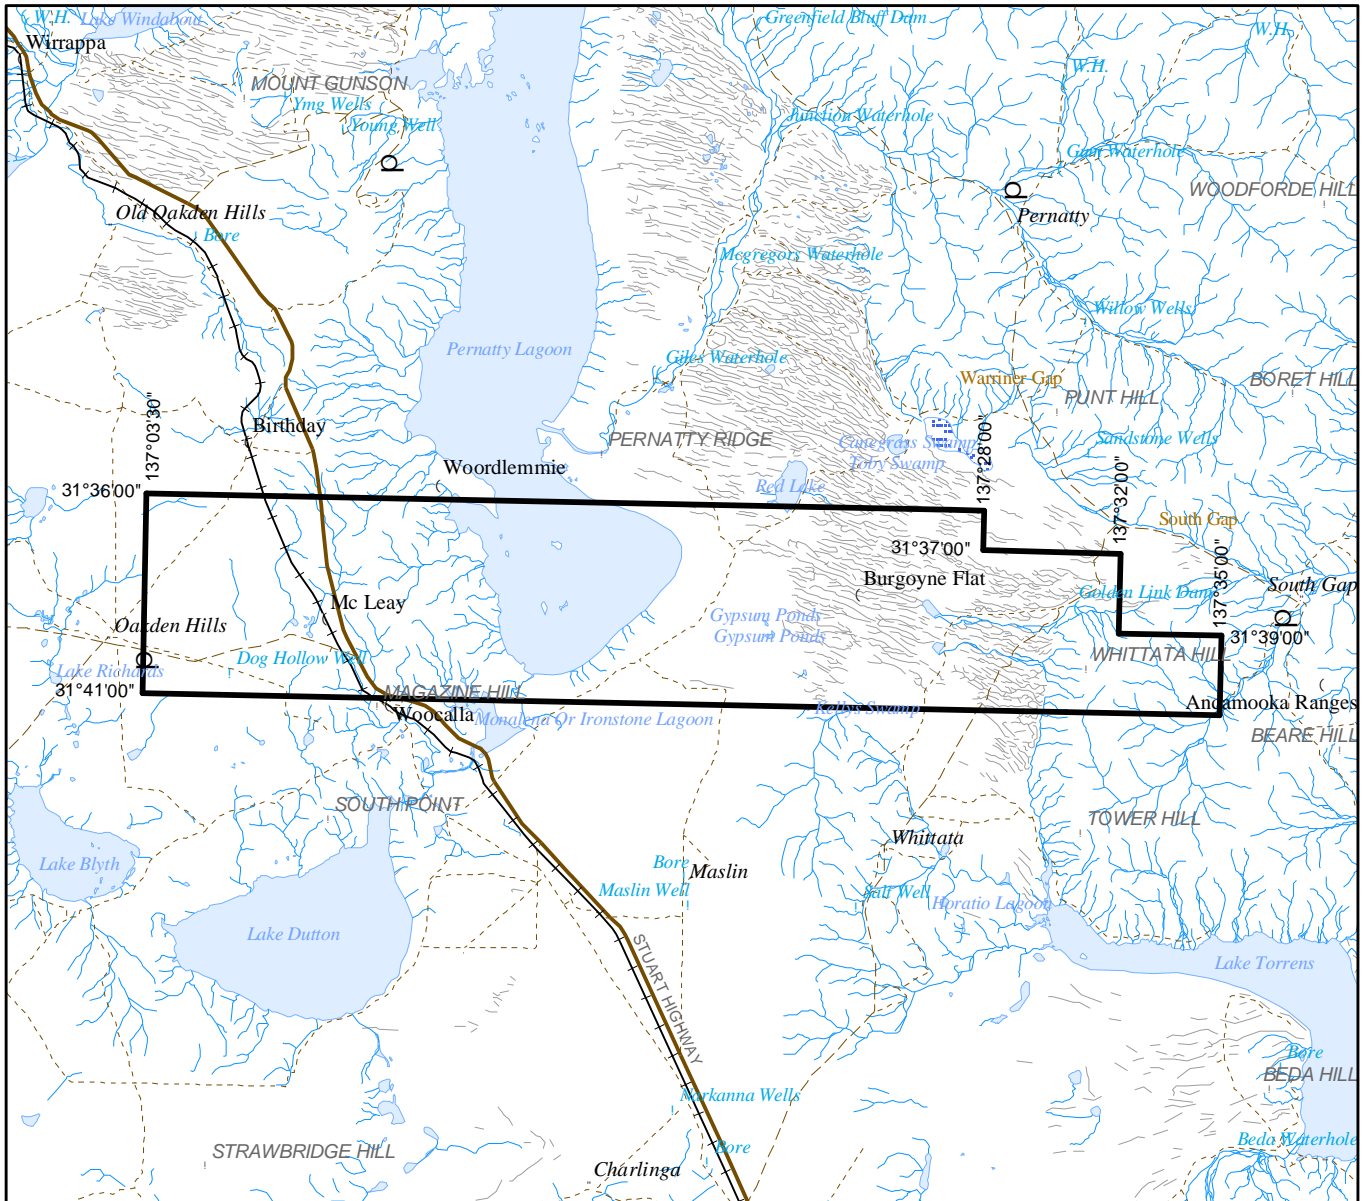 W.H.
Lake Windabout
Greenfield Bluff Dam
W.H.
Wirrappa
W.H.
MOUNT GUNSON
Ymg Wells
Junction Waterhole
Young Well
Gum Waterhole
WOODFORDE HILL
Old Oakden Hills
Pernatty
Bore
Mcgregors Waterhole
Willow Wells
Pernatty Lagoon
Giles Waterhole
Warriner Gap
BORET HILL
PUNT HILL
137°03'30"
Birthday
PERNATTY RIDGE
Canegrass Swamp
Sandstone Wells
137°28'00"
Toby Swamp
Woordlemmie
Red Lake
31°36'00"
137°32'00"
South Gap
31°37'00"
137°35'00"
Burgoyne Flat
South Gap
Golden Link Dam
Mc Leay
Gypsum Ponds
Oakden Hills
Gypsum Ponds
31°39'00"
WHITTATA HILL
Dog Hollow Well
Lake Richards
31°41'00"
MAGAZINE HILL
Andamooka Ranges
Woocalla
Monalena Or Ironstone Lagoon
Kellys Swamp
BEARE HILL
SOUTH POINT
TOWER HILL
Whittata
Lake Blyth
Bore
Maslin
Maslin Well
Salt Well
Horatio Lagoon
Lake Dutton
STUART HIGHWAY
Lake Torrens
Bore
BEDA HILL
Narkanna Wells
STRAWBRIDGE HILL
Bore
Beda Waterhole
Charlinga